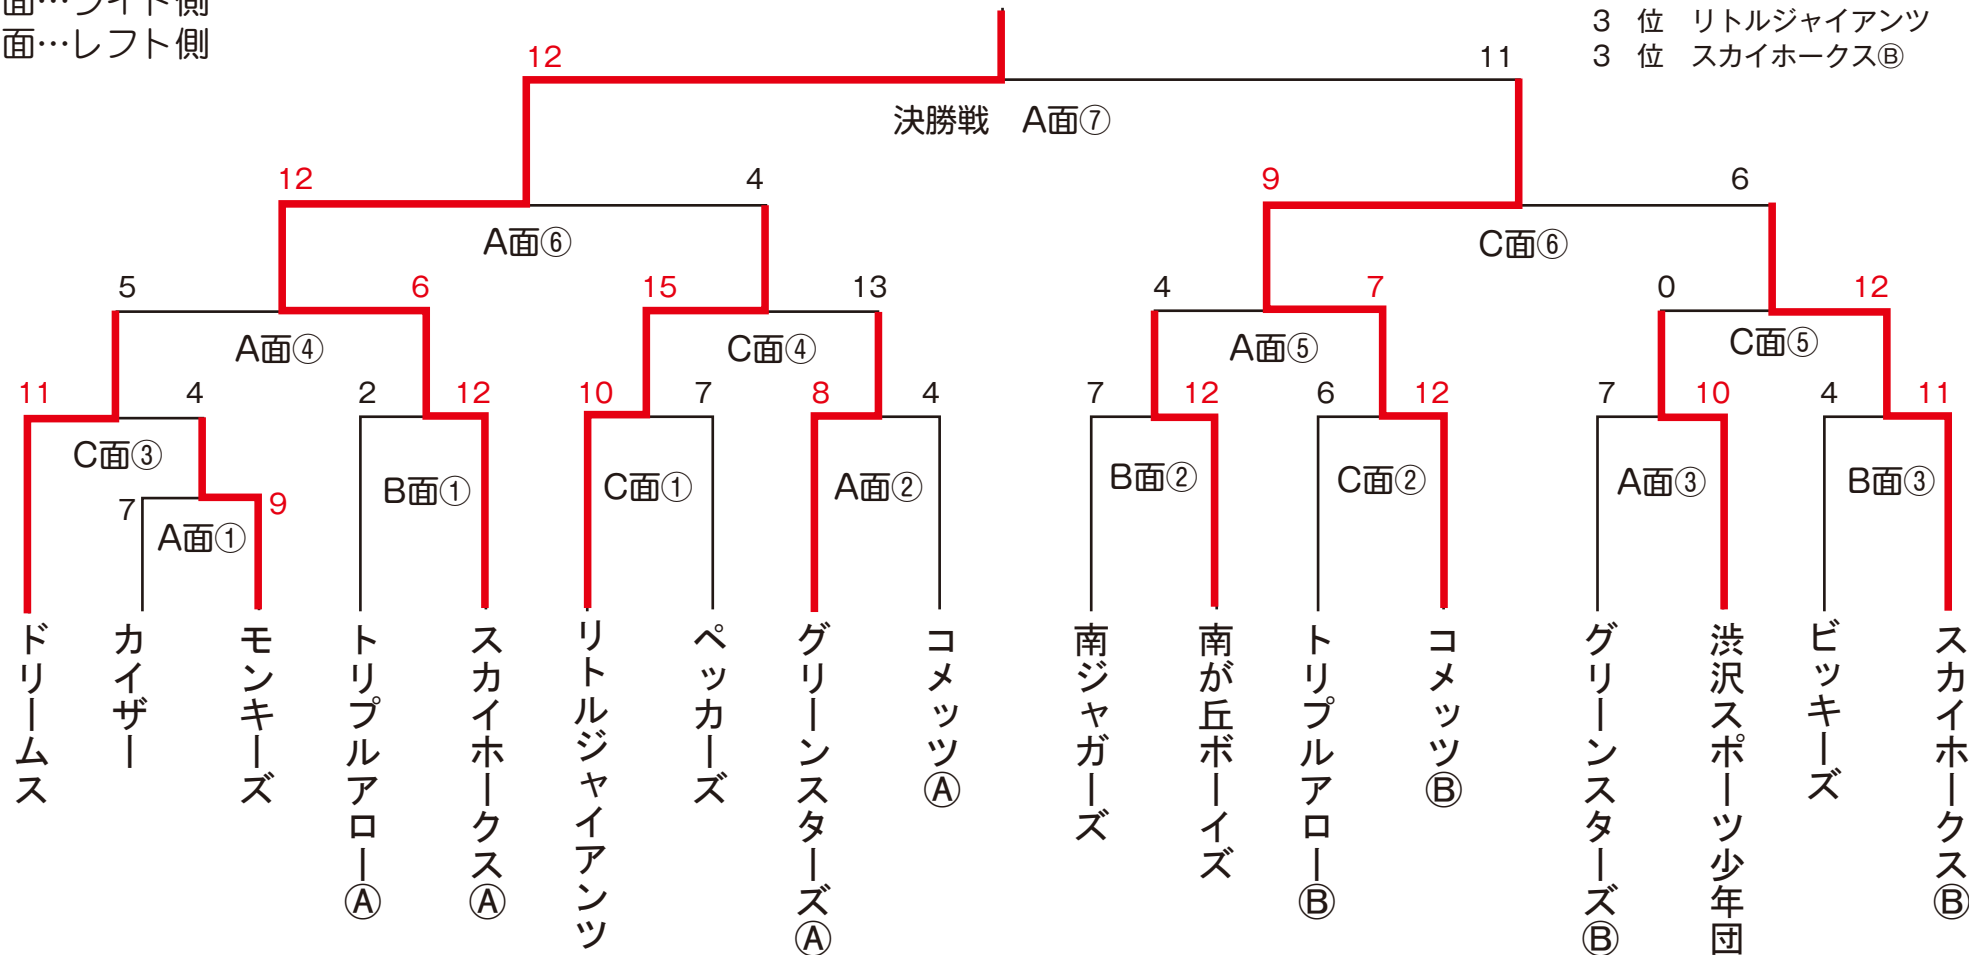 面…ライト側
面…レフト側
3 位 リトルジャイアンツ
3 位 スカイホークスⒷ
12
11
決勝戦 A面⑦
12
4
9
6
A面⑥
C面⑥
5
6
15
13
4
7
0
12
A面④
C面④
A面⑤
C面⑤
11
4
2
12
10
7
8
4
7
12
6
12
7
10
4
11
C面③
B面①
C面①
A面②
B面②
C面②
A面③
B面③
7
9
A面①
ドリームス
カイザー
モンキーズ
トリプルアローⒶ
スカイホークスⒶ
リトルジャイアンツ
ペッカーズ
グリーンスターズⒶ
コメッツⒶ
南ジャガーズ
南が丘ボーイズ
トリプルアローⒷ
コメッツⒷ
グリーンスターズⒷ
渋沢スポーツ少年団
ビッキーズ
スカイホークスⒷ